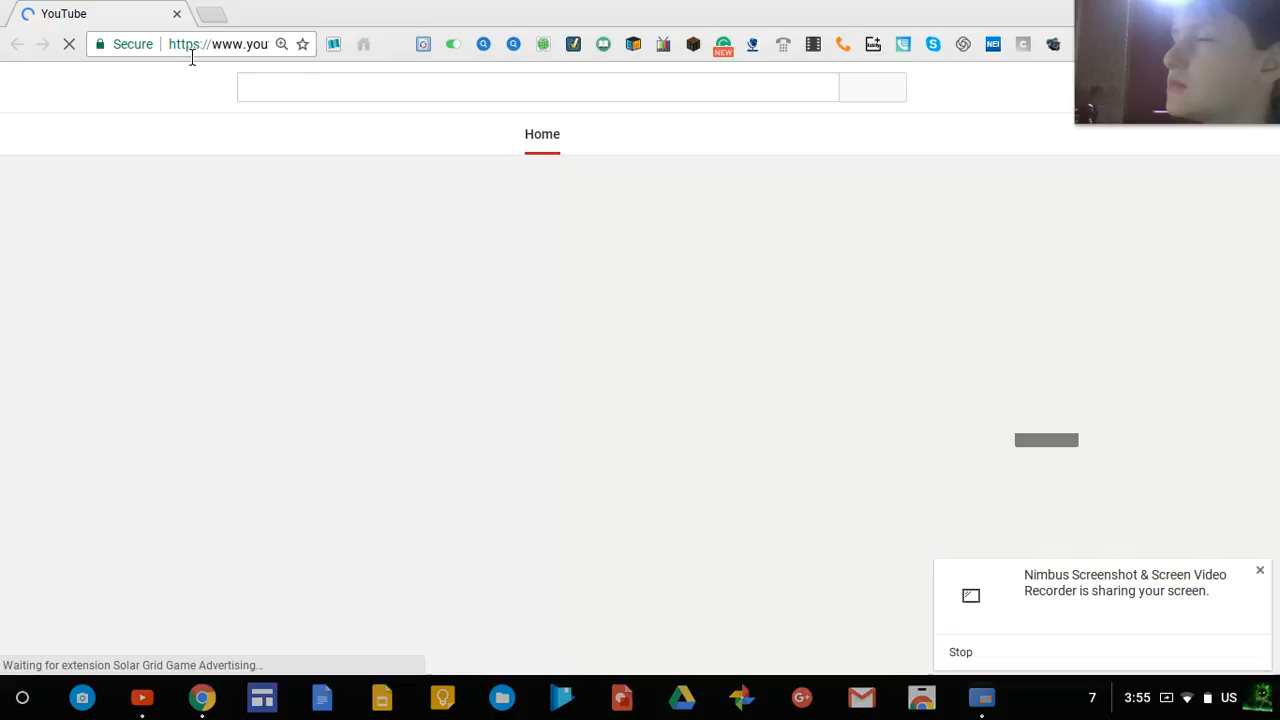 YouTube
Secure
https://www.you
NEW
NEI
C
Home
Nimbus Screenshot & Screen Video
Recorder is sharing your screen.
Stop
Waiting for extension Solar Grid Game Advertising...
7
3:55
US